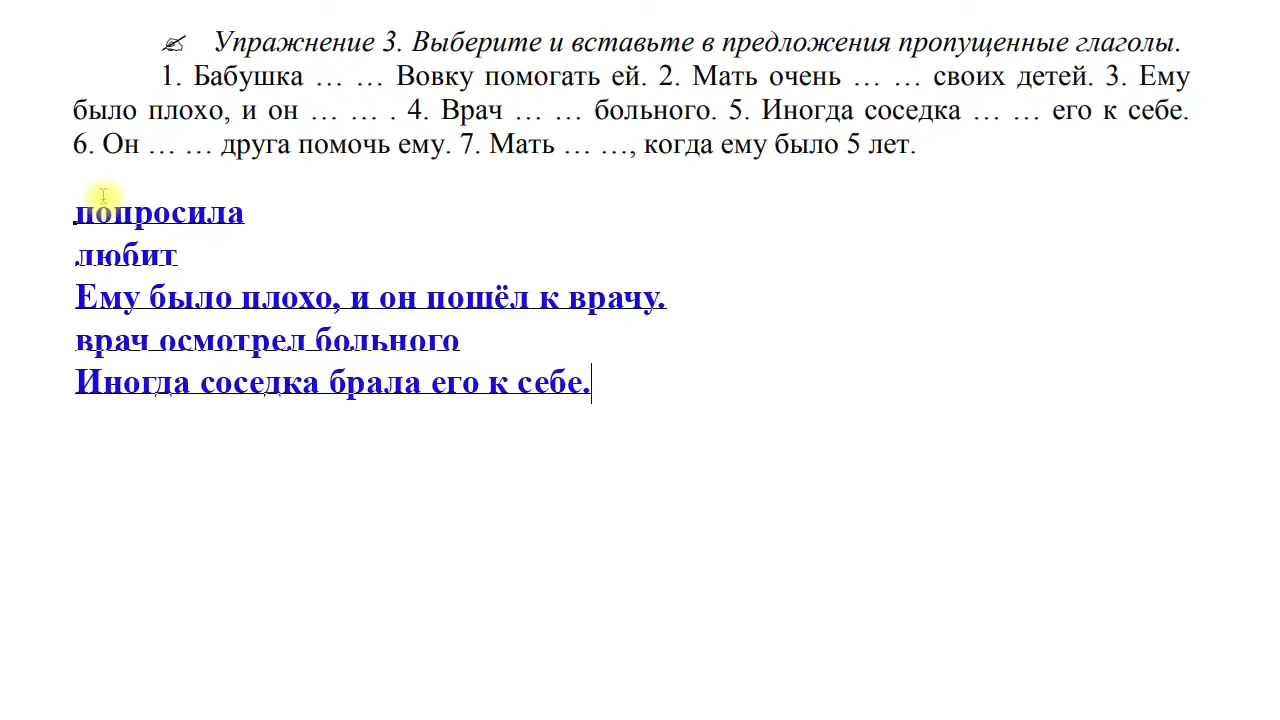 Упражнение 3. Выберите и вставьте в предложения пропущенные глаголы.
1. Бабушка … … Вовку помогать ей. 2. Мать очень … … своих детей. 3. Ему
было плохо, и он … … . 4. Врач … … больного. 5. Иногда соседка … … его к себе.
6. Он … … друга помочь ему. 7. Мать … …, когда ему было 5 лет.
попросила
любит
Ему было плохо, и он пошёл к врачу.
врач осмотрел больного
Иногда соседка брала его к себе.